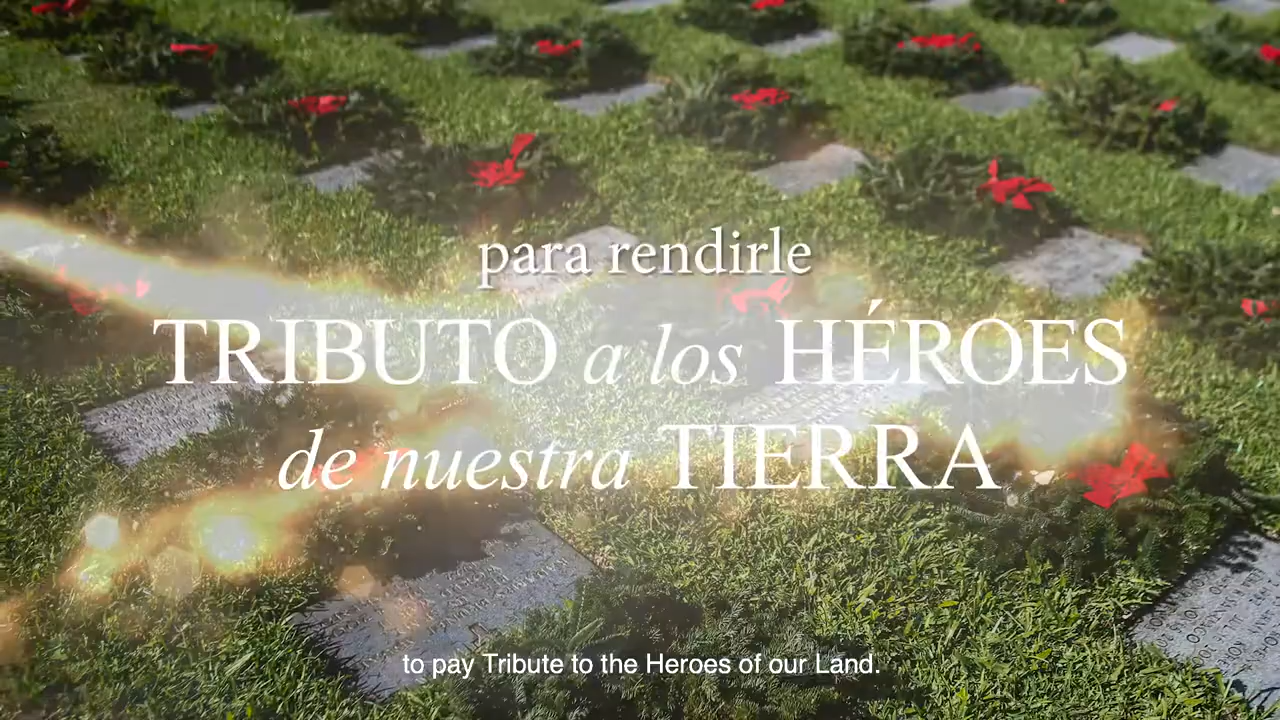 para rendirle
TRIBUTO a los HÉROES
de nuestra TIERRA
to pay Tribute to the Heroes of our Land.